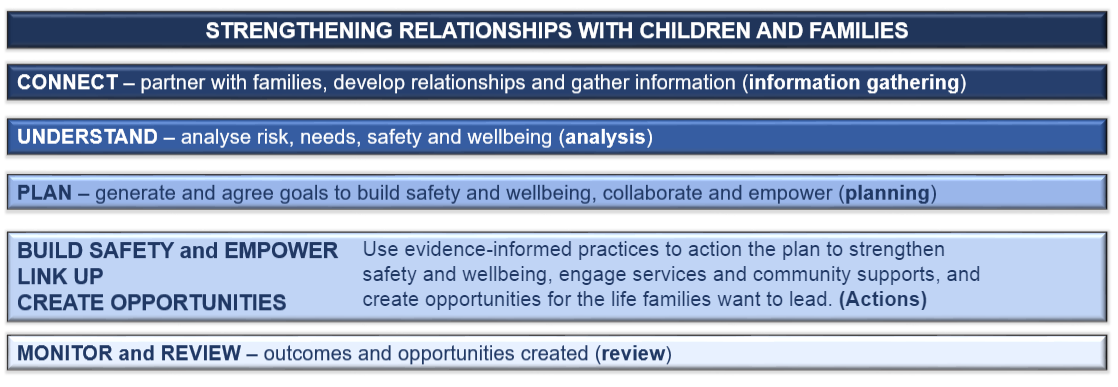 STRENGTHENING RELATIONSHIPS WITH CHILDREN AND FAMILIES
CONNECT – partner with families, develop relationships and gather information (information gathering)
UNDERSTAND – analyse risk, needs, safety and wellbeing (analysis)
PLAN – generate and agree goals to build safety and wellbeing, collaborate and empower (planning)
BUILD SAFETY and EMPOWER
LINK UP
CREATE OPPORTUNITIES
Use evidence-informed practices to action the plan to strengthen
safety and wellbeing, engage services and community supports, and
create opportunities for the life families want to lead. (Actions)
MONITOR and REVIEW – outcomes and opportunities created (review)